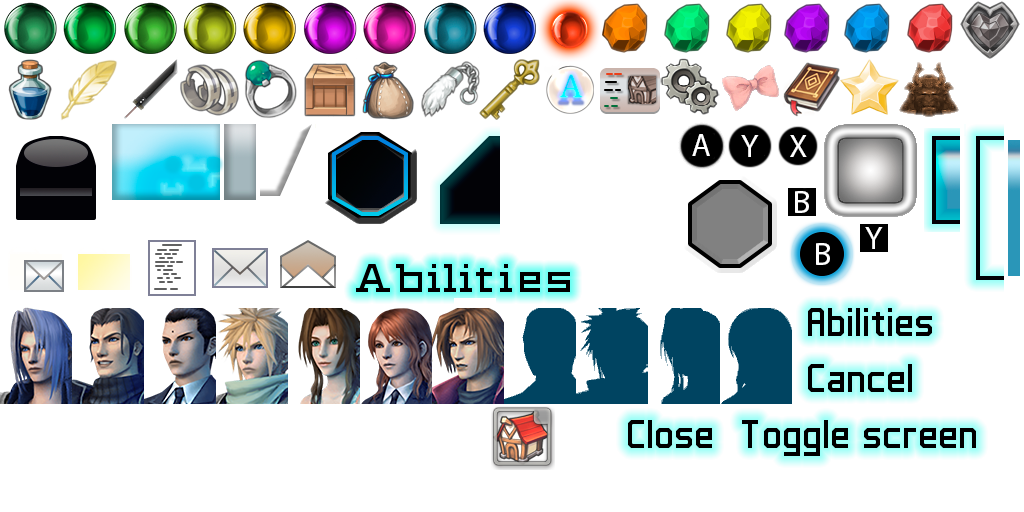 A
A Y X
B
Y
B
Abilities
Abilities
Cancel
Close Toggle screen